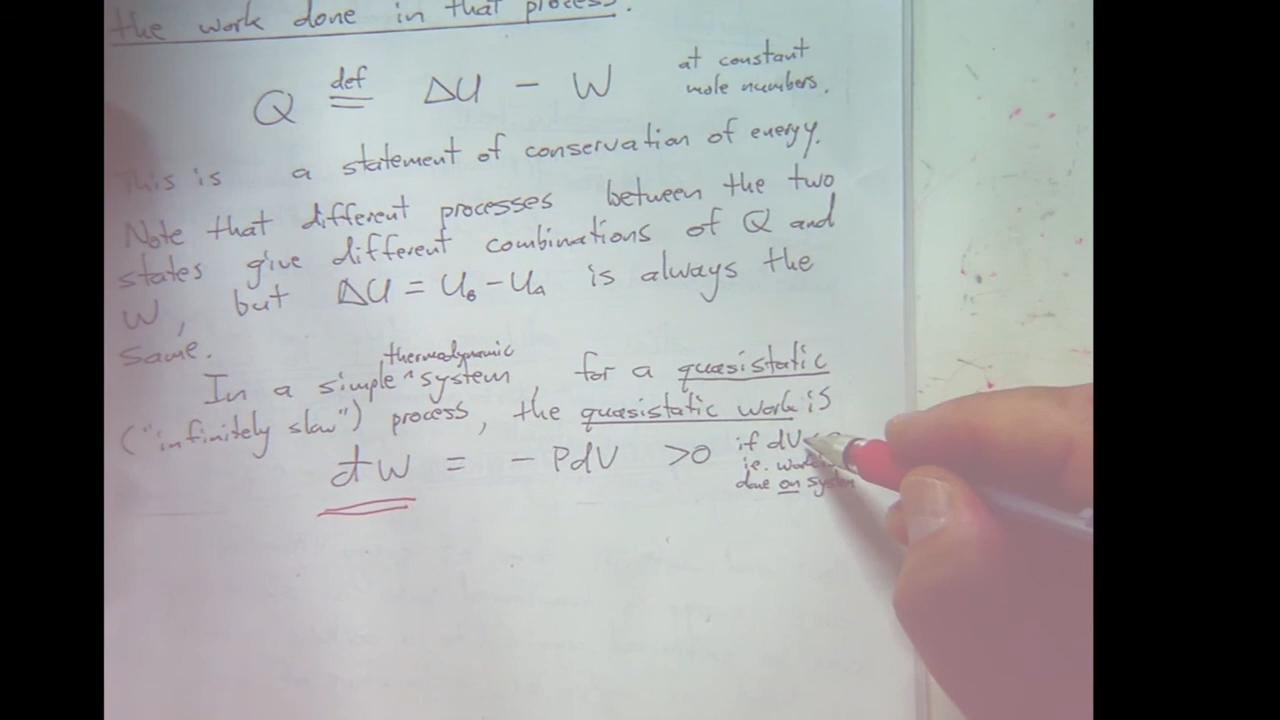 the work done in that process.
Q def= ΔU - W at constant mole numbers.
This is a statement of conservation of energy.
Note that different processes between the two
states give different combinations of Q and
W, but ΔU = U_B - U_A is always the
same.
In a simple ^thermodynamic system, for a quasistatic
("infinitely slow") process, the quasistatic work is
đW = - PdV >0 if dV<
ie. work
done on system